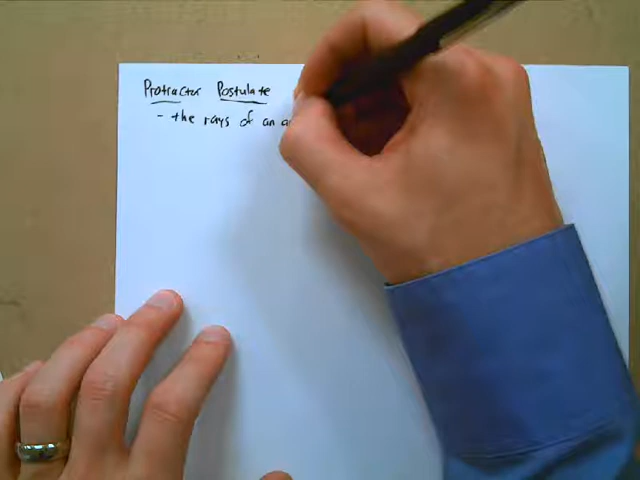 Protractor Postulate
- the rays of an